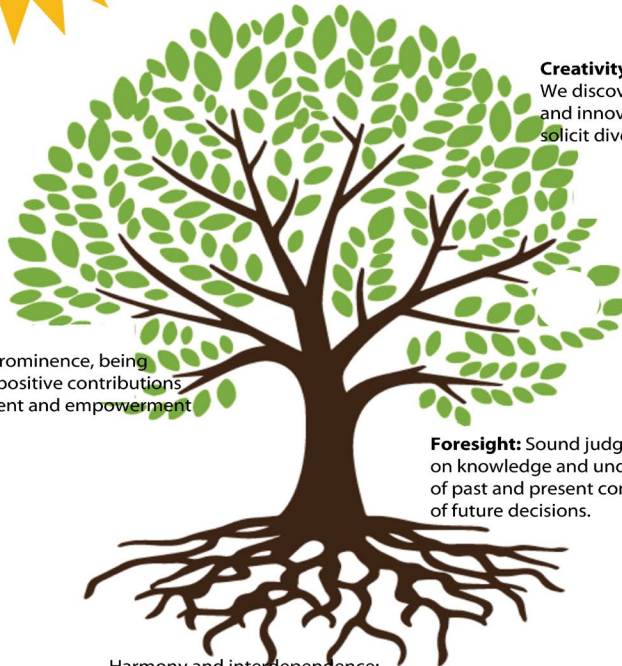 Creativity
We discov
and innov
solicit dive
rominence, being
positive contributions
ent and empowerment
Foresight: Sound judg
on knowledge and und
of past and present con
of future decisions.
Harmony and interdependence: